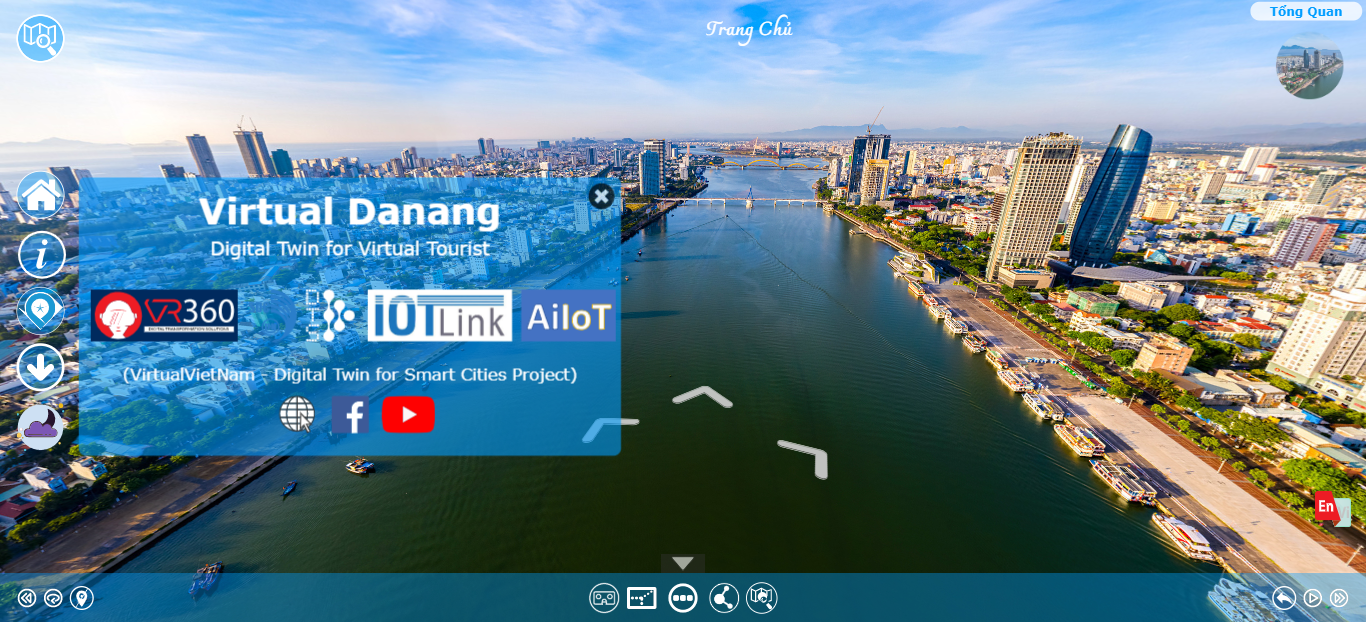 Tổng Quan
Trang Chủ
Virtual Danang
Digital Twin for Virtual Tourist
VR360
DIGITAL TRANSFORMATION SOLUTIONS
DTC
IOTLink
AiIoT
(VirtualVietNam - Digital Twin for Smart Cities Project)
En